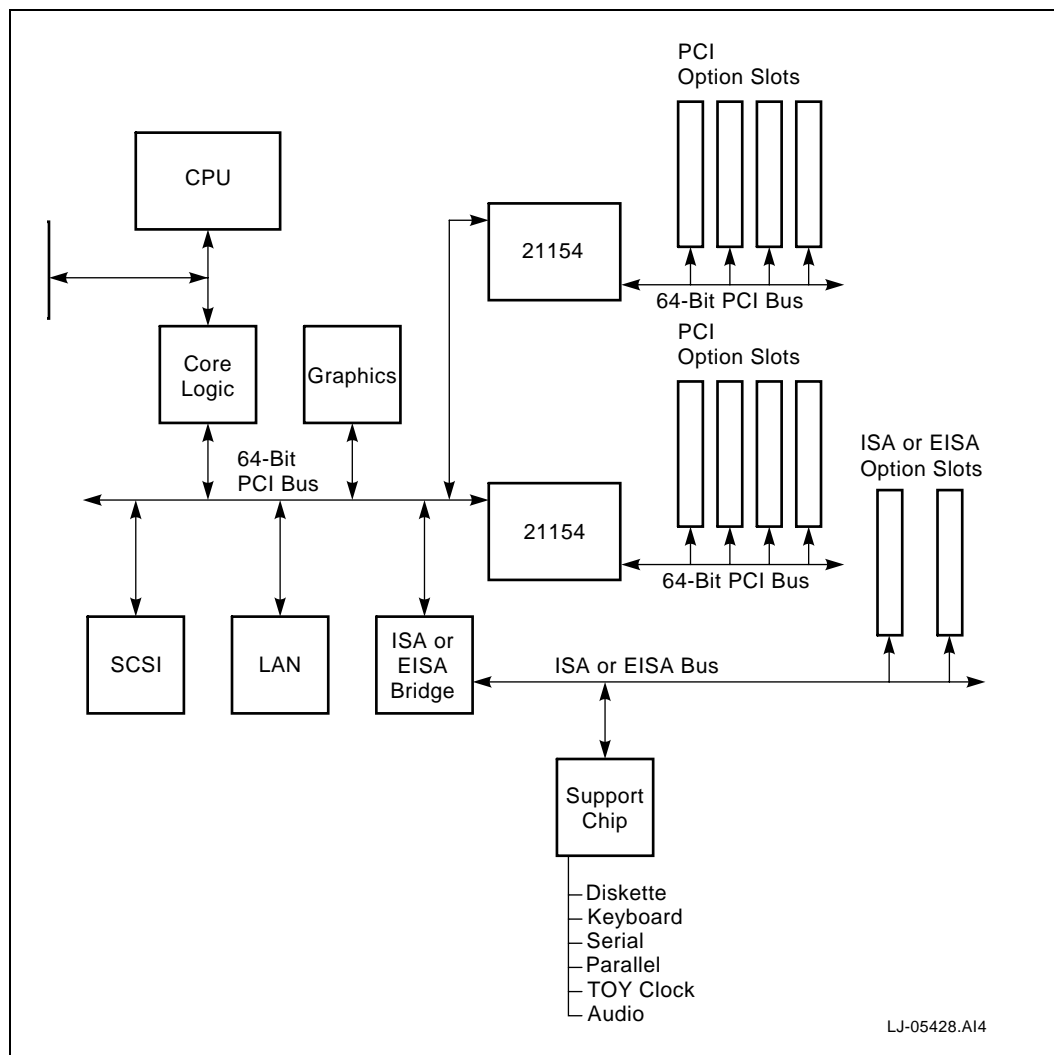 PCI
Option Slots
CPU
21154
64-Bit PCI Bus
PCI
Option Slots
Core
Logic
Graphics
ISA or EISA
Option Slots
64-Bit
PCI Bus
21154
64-Bit PCI Bus
SCSI
LAN
ISA or
EISA
Bridge
ISA or EISA Bus
Support
Chip
Diskette
Keyboard
Serial
Parallel
TOY Clock
Audio
LJ-05428.AI4